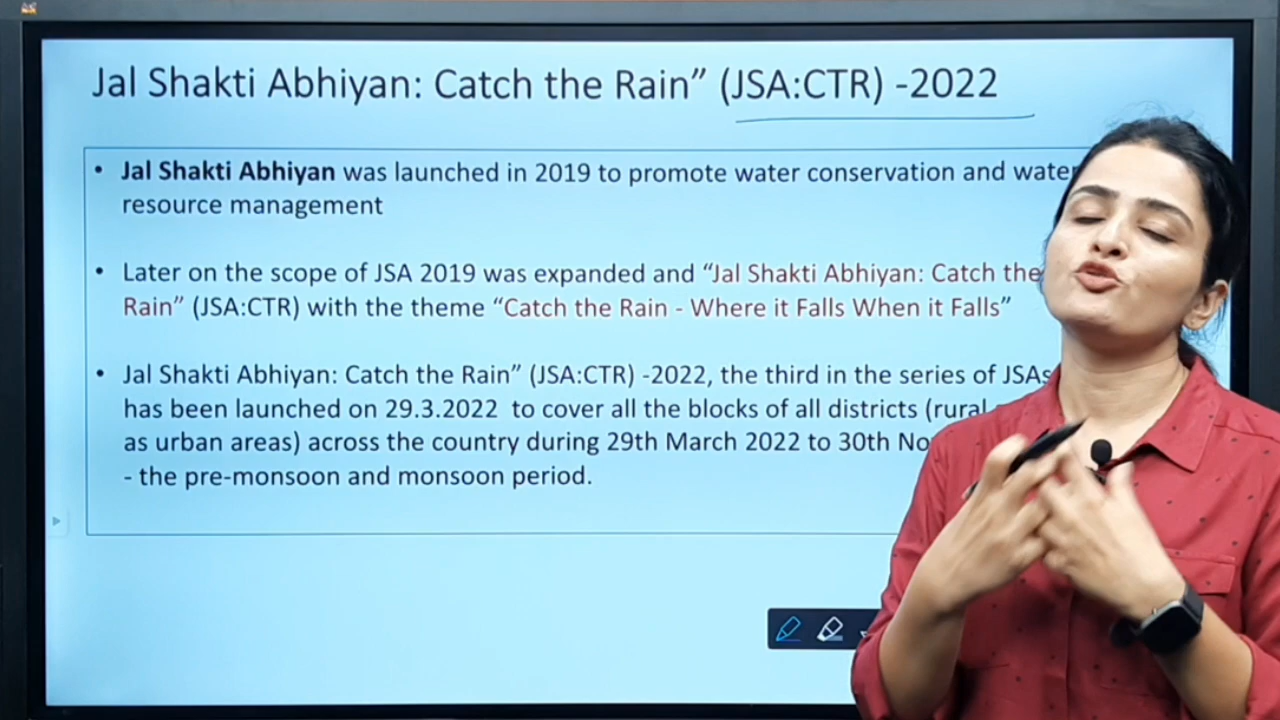 Jal Shakti Abhiyan: Catch the Rain” (JSA:CTR) -2022
• Jal Shakti Abhiyan was launched in 2019 to promote water conservation and water
resource management
• Later on the scope of JSA 2019 was expanded and “Jal Shakti Abhiyan: Catch the
Rain” (JSA:CTR) with the theme “Catch the Rain - Where it Falls When it Falls”
• Jal Shakti Abhiyan: Catch the Rain” (JSA:CTR) -2022, the third in the series of JSAs
has been launched on 29.3.2022 to cover all the blocks of all districts (rural
as urban areas) across the country during 29th March 2022 to 30th
- the pre-monsoon and monsoon period.